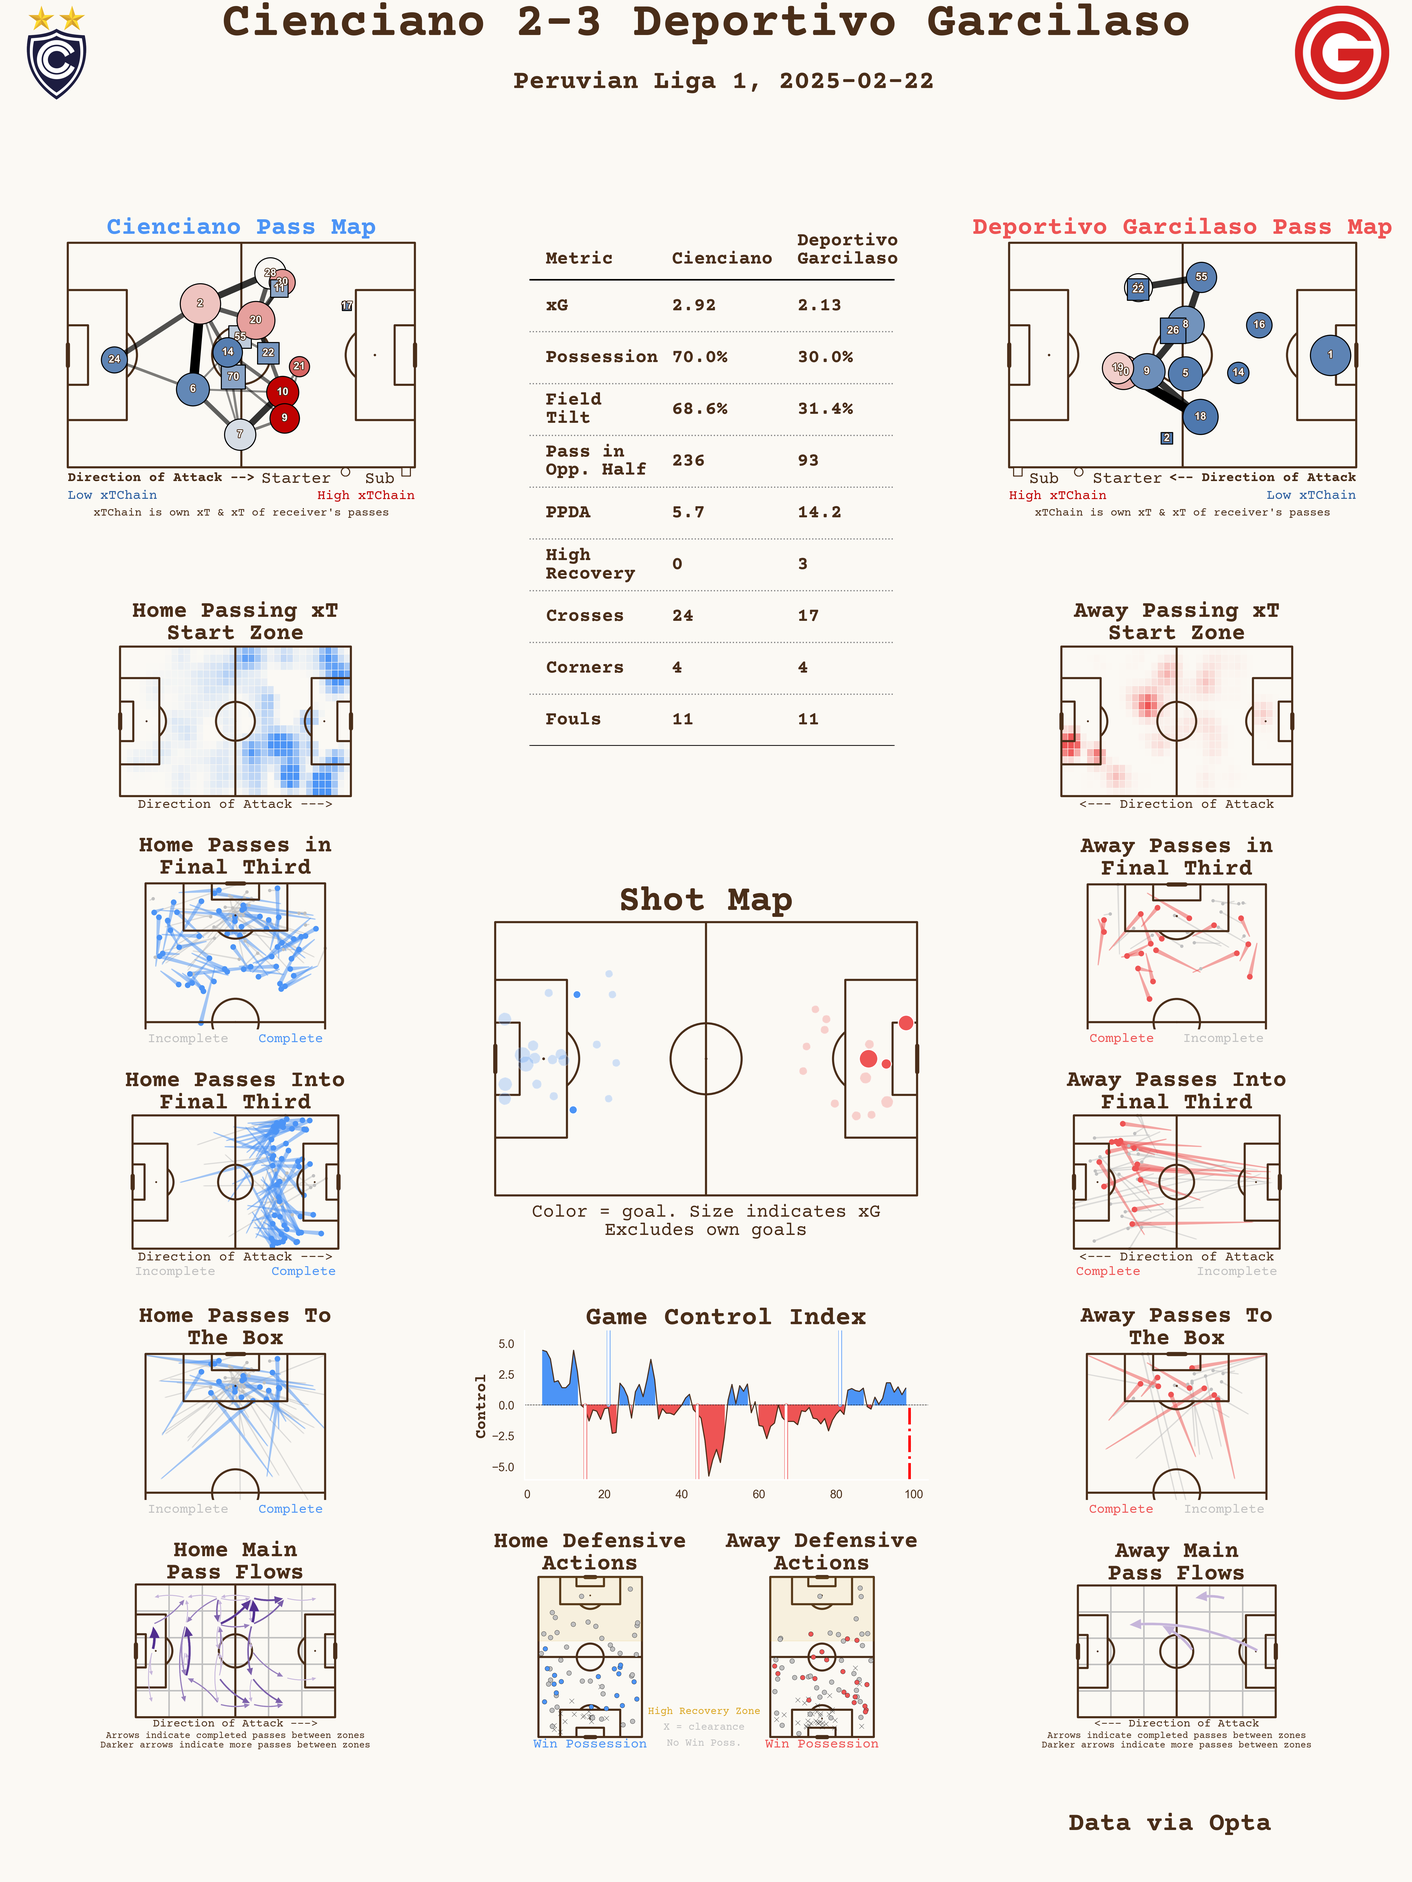 Cienciano 2-3 Deportivo Garcilaso
Peruvian Liga 1, 2025-02-22
Cienciano Pass Map
28
30
11
2
17
20
55
14
22
24
21
70
6
10
9
7
Direction of Attack --> Starter Sub
Low xTChain High xTChain
xTChain is own xT & xT of receiver's passes
Metric Cienciano Deportivo Garcilaso
xG 2.92 2.13
Possession 70.0% 30.0%
Field Tilt 68.6% 31.4%
Pass in Opp. Half 236 93
PPDA 5.7 14.2
High Recovery 0 3
Crosses 24 17
Corners 4 4
Fouls 11 11
Deportivo Garcilaso Pass Map
55
22
26
8
16
1
19
10
9
5
14
18
2
Sub Starter <-- Direction of Attack
High xTChain Low xTChain
xTChain is own xT & xT of receiver's passes
Home Passing xT
Start Zone
Direction of Attack --->
Away Passing xT
Start Zone
<--- Direction of Attack
Home Passes in
Final Third
Incomplete Complete
Shot Map
Color = goal. Size indicates xG
Excludes own goals
Away Passes in
Final Third
Complete Incomplete
Home Passes Into
Final Third
Direction of Attack --->
Incomplete Complete
Away Passes Into
Final Third
<--- Direction of Attack
Complete Incomplete
Home Passes To
The Box
Incomplete Complete
Game Control Index
Control
5.0
2.5
0.0
−2.5
−5.0
0 20 40 60 80 100
Away Passes To
The Box
Complete Incomplete
Home Main
Pass Flows
Direction of Attack --->
Arrows indicate completed passes between zones
Darker arrows indicate more passes between zones
Home Defensive
Actions
Win Possession
High Recovery Zone
X = clearance
No Win Poss.
Away Defensive
Actions
Win Possession
Away Main
Pass Flows
<--- Direction of Attack
Arrows indicate completed passes between zones
Darker arrows indicate more passes between zones
Data via Opta